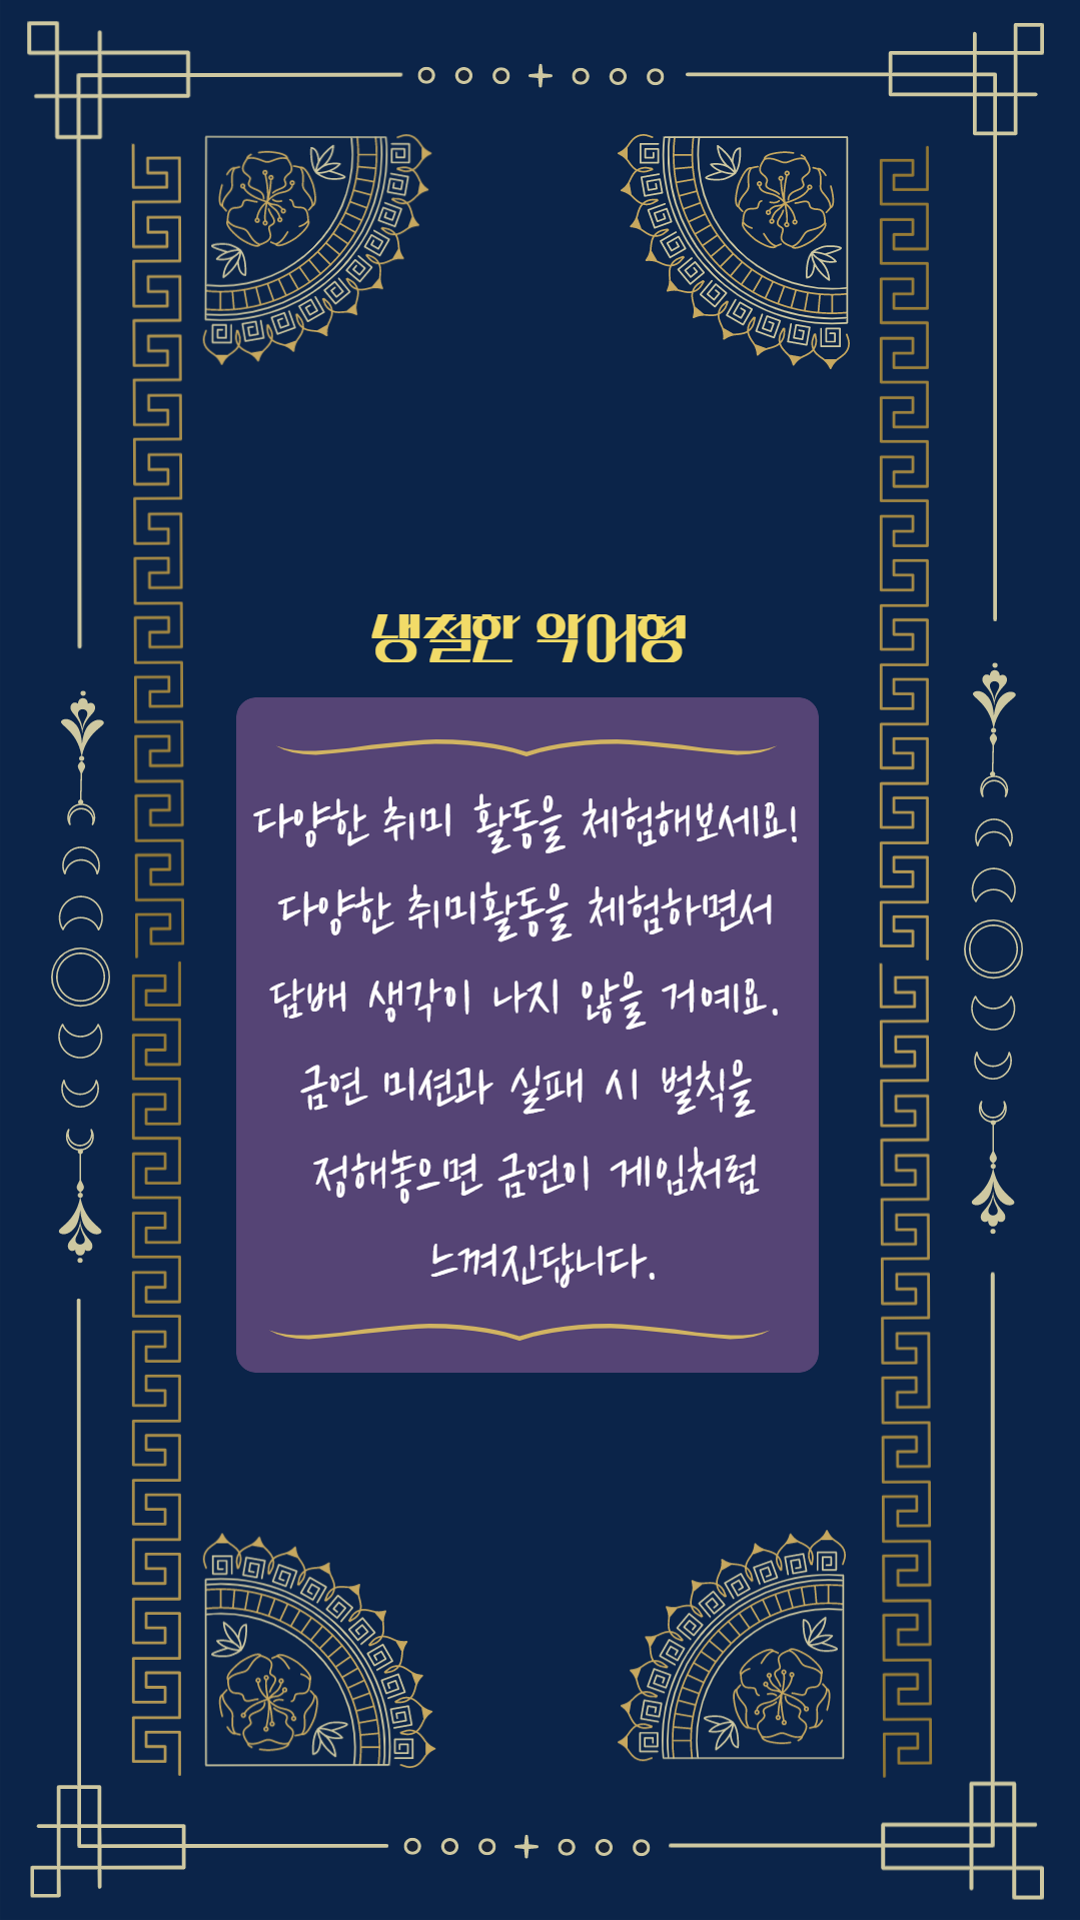 냉철한 악어형
다양한 취미 활동을 체험해보세요!
다양한 취미활동을 체험하면서
담배 생각이 나지 않을 거예요.
금연 미션과 실패 시 벌칙을
정해놓으면 금연이 게임처럼
느껴진답니다.